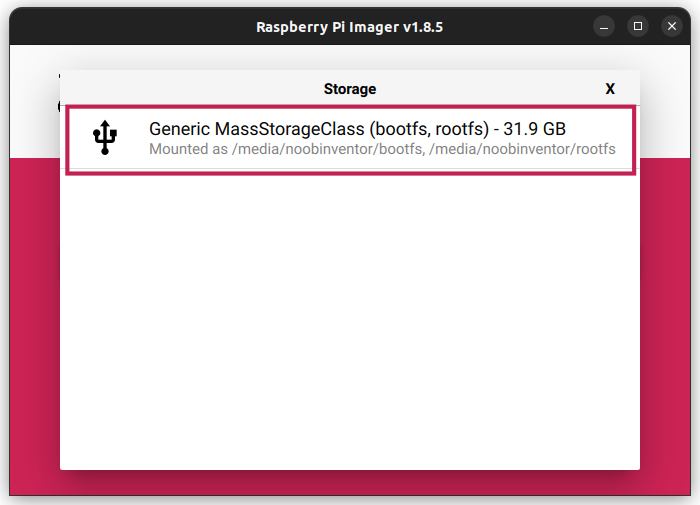 Raspberry Pi Imager v1.8.5
Storage
X
Generic MassStorageClass (bootfs, rootfs) - 31.9 GB
Mounted as /media/noobinventor/bootfs, /media/noobinventor/rootfs